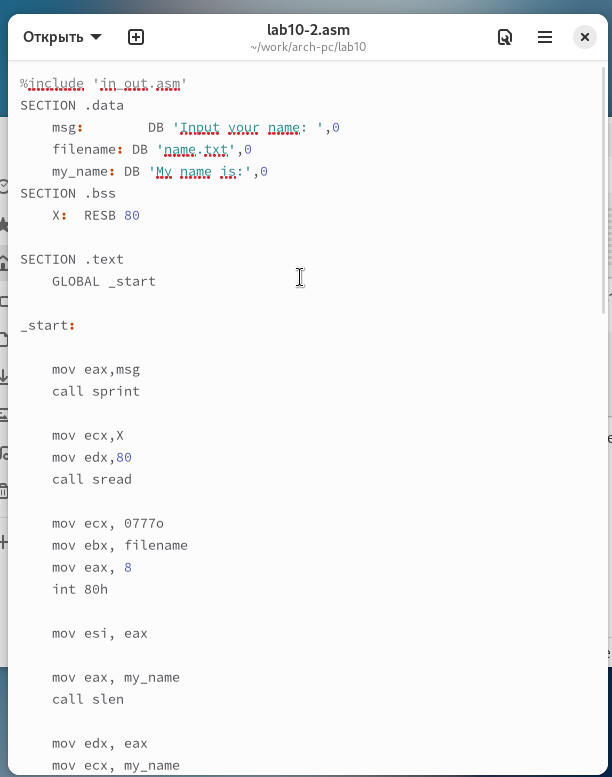 Открыть
lab10-2.asm
~/work/arch-pc/lab10
%include 'in_out.asm'
SECTION .data
    msg:        DB 'Input your name: ',0
    filename: DB 'name.txt',0
    my_name: DB 'My name is:',0
SECTION .bss
    X:  RESB 80
SECTION .text
    GLOBAL _start
_start:
    mov eax,msg
    call sprint
    mov ecx,X
    mov edx,80
    call sread
    mov ecx, 0777o
    mov ebx, filename
    mov eax, 8
    int 80h
    mov esi, eax
    mov eax, my_name
    call slen
    mov edx, eax
    mov ecx, my_name